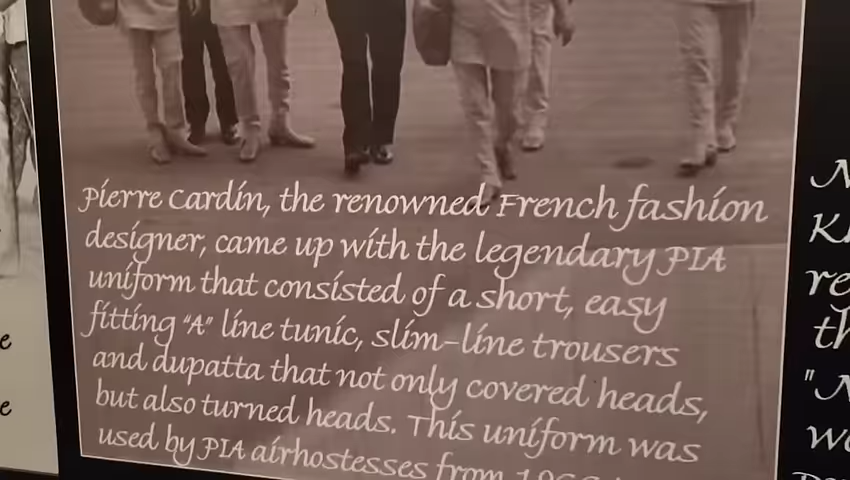 Pierre Cardin, the renowned French fashion
designer, came up with the legendary PIA
uniform that consisted of a short, easy
fitting "A" line tunic, slim-line trousers
and dupatta that not only covered heads,
but also turned heads. This uniform was
used by PIA airhostesses from